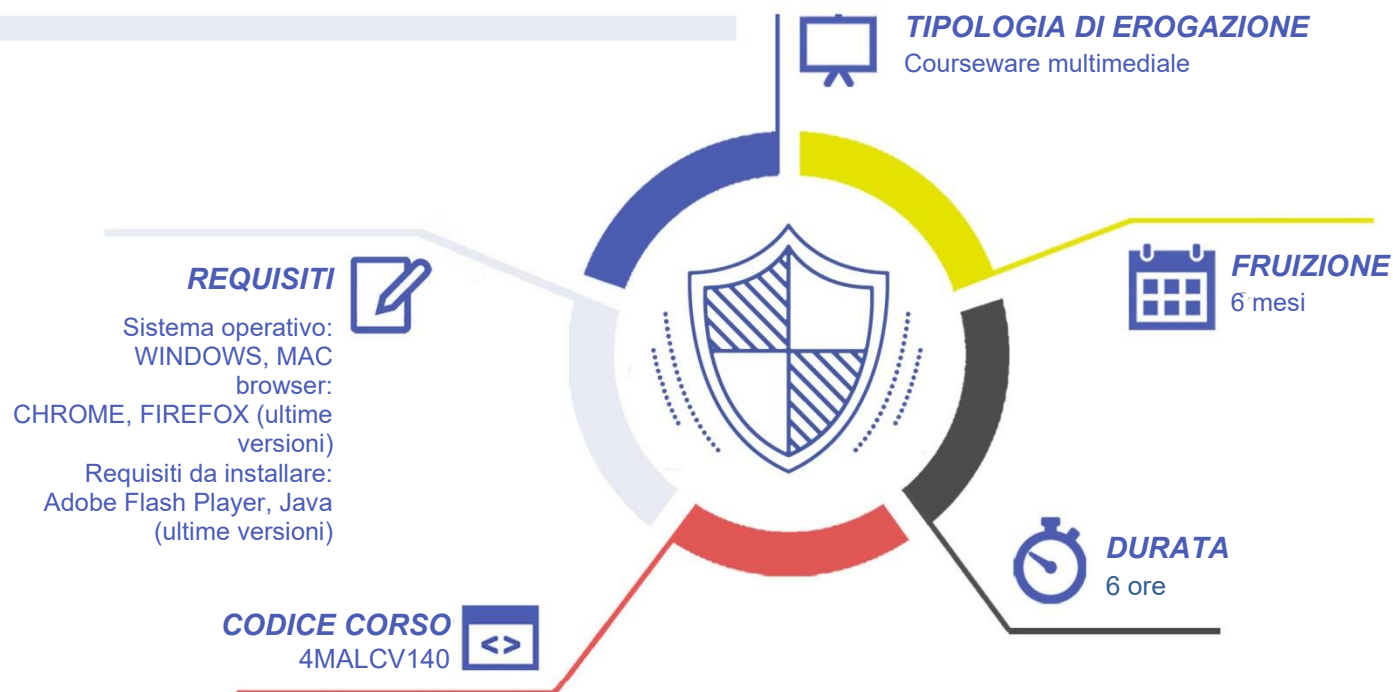 TIPOLOGIA DI EROGAZIONE
Courseware multimediale
REQUISITI
Sistema operativo:
WINDOWS, MAC
browser:
CHROME, FIREFOX (ultime
versioni)
Requisiti da installare:
Adobe Flash Player, Java
(ultime versioni)
FRUIZIONE
6 mesi
DURATA
6 ore
CODICE CORSO
4MALCV140
<>